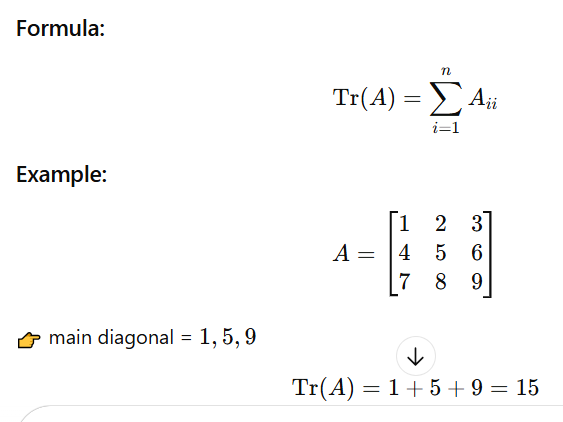 Formula:
Tr(A) = ∑_{i=1}^{n} A_{ii}
Example:
A = [1 2 3
4 5 6
7 8 9]
👉 main diagonal = 1, 5, 9
Tr(A) = 1 + 5 + 9 = 15